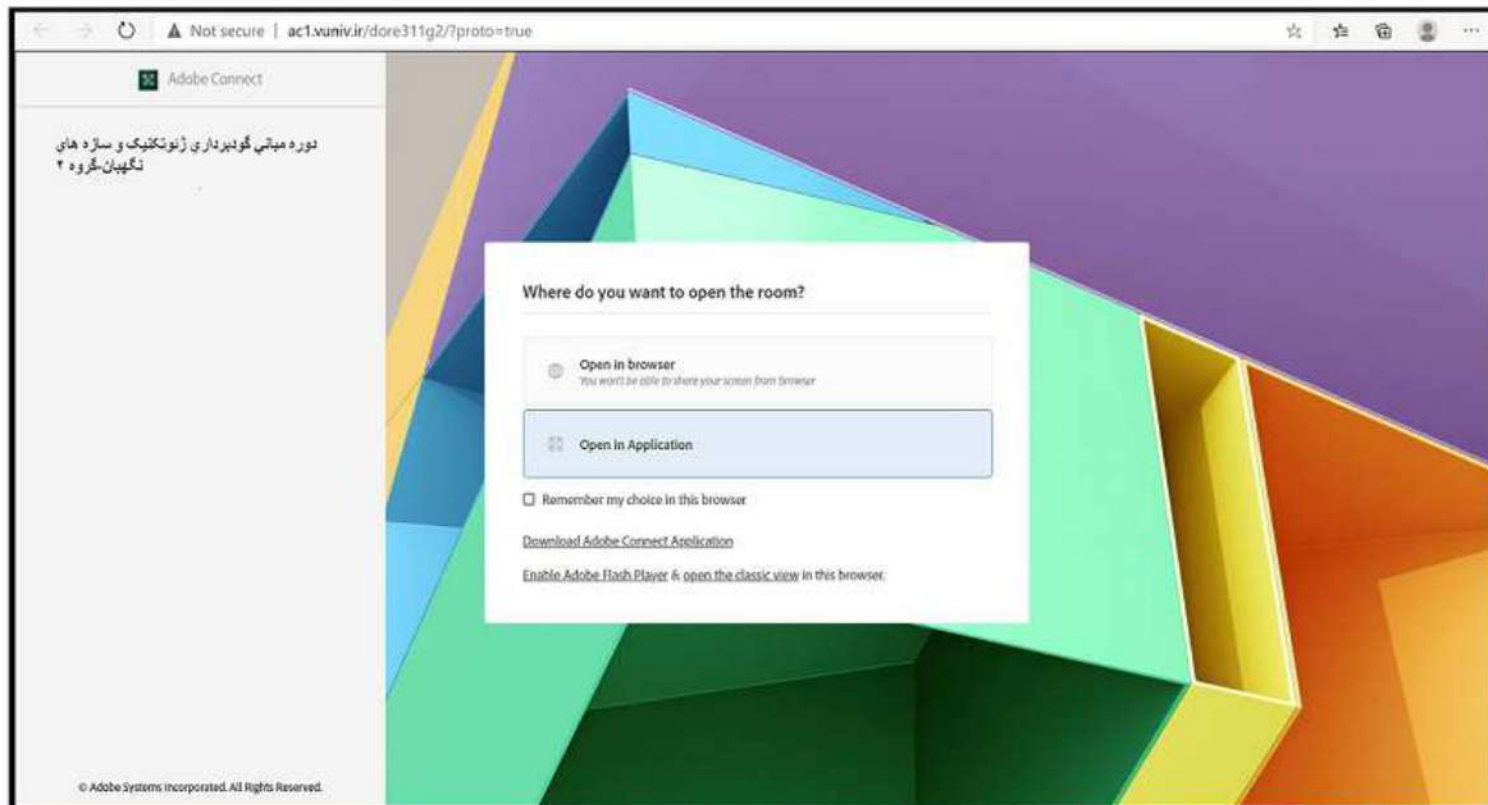 Not secure | ac1.vuniv.ir/dore311g2/?proto=true
Adobe Connect
دوره مباني گودبرداري ژئوتکنيک و سازه هاي
نگهبان-گروه ۲
Where do you want to open the room?
Open in browser
You won't be able to share your screen from browser
Open in Application
Remember my choice in this browser
Download Adobe Connect Application
Enable Adobe Flash Player & open the classic view in this browser.
© Adobe Systems Incorporated. All Rights Reserved.